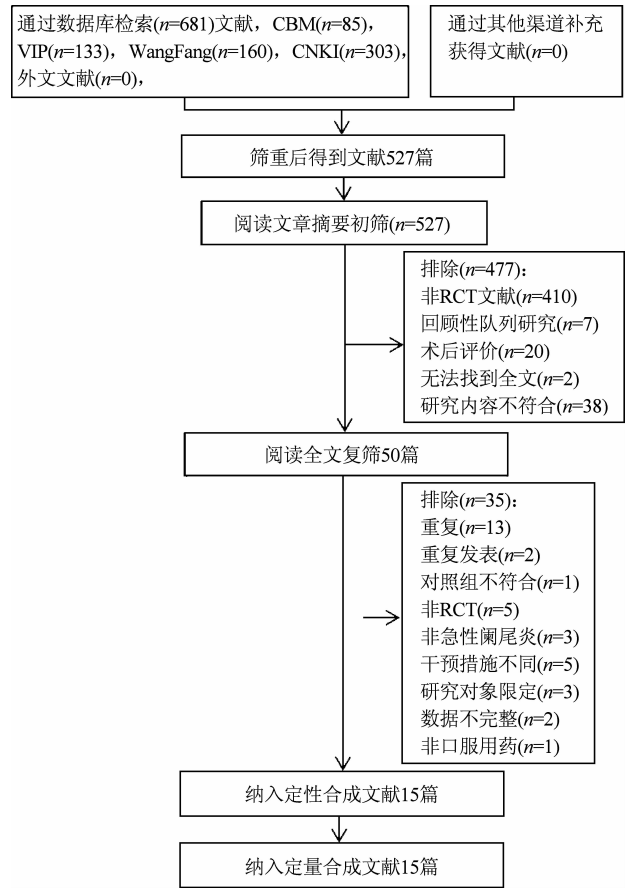 通过数据库检索(n=681)文献，CBM(n=85)，
VIP(n=133)，WangFang(n=160)，CNKI(n=303)，
外文文献(n=0)，
通过其他渠道补充
获得文献(n=0)
筛重后得到文献527篇
阅读文章摘要初筛(n=527)
排除(n=477)：
非RCT文献(n=410)
回顾性队列研究(n=7)
术后评价(n=20)
无法找到全文(n=2)
研究内容不符合(n=38)
阅读全文复筛50篇
排除(n=35)：
重复(n=13)
重复发表(n=2)
对照组不符合(n=1)
非RCT(n=5)
非急性阑尾炎(n=3)
干预措施不同(n=5)
研究对象限定(n=3)
数据不完整(n=2)
非口服用药(n=1)
纳入定性合成文献15篇
纳入定量合成文献15篇